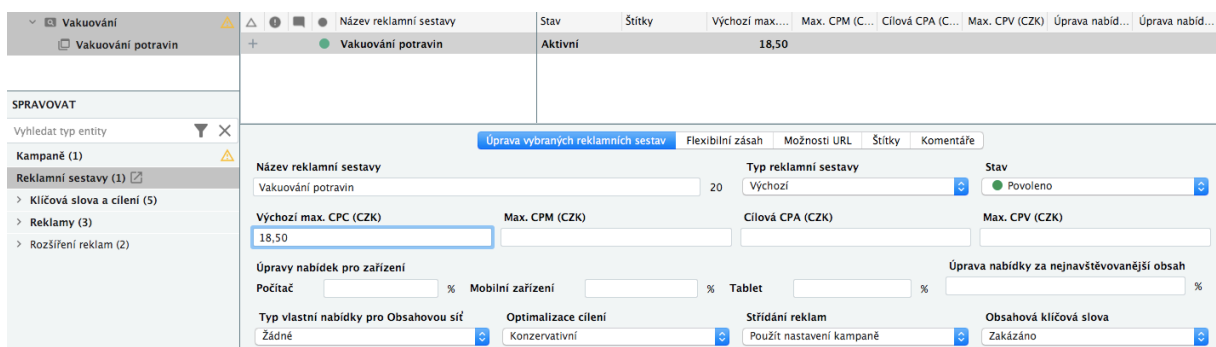 Vakuování
Vakuování potravin
Název reklamní sestavy Stav Štítky Výchozí max.... Max. CPM (C... Cílová CPA (C... Max. CPV (CZK) Úprava nabíd... Úprava nabíd...
Vakuování potravin Aktivní 18,50
SPRAVOVAT
Vyhledat typ entity
Kampaně (1)
Reklamní sestavy (1)
Klíčová slova a cílení (5)
Reklamy (3)
Rozšíření reklam (2)
Úprava vybraných reklamních sestav Flexibilní zásah Možnosti URL Štítky Komentáře
Název reklamní sestavy Typ reklamní sestavy Stav
Vakuování potravin 20 Výchozí Povoleno
Výchozí max. CPC (CZK) Max. CPM (CZK) Cílová CPA (CZK) Max. CPV (CZK)
18,50
Úpravy nabídek pro zařízení Úprava nabídky za nejnavštěvovanější obsah
Počítač % Mobilní zařízení % Tablet % %
Typ vlastní nabídky pro Obsahovou síť Optimalizace cílení Střídání reklam Obsahová klíčová slova
Žádné Konzervativní Použít nastavení kampaně Zakázáno